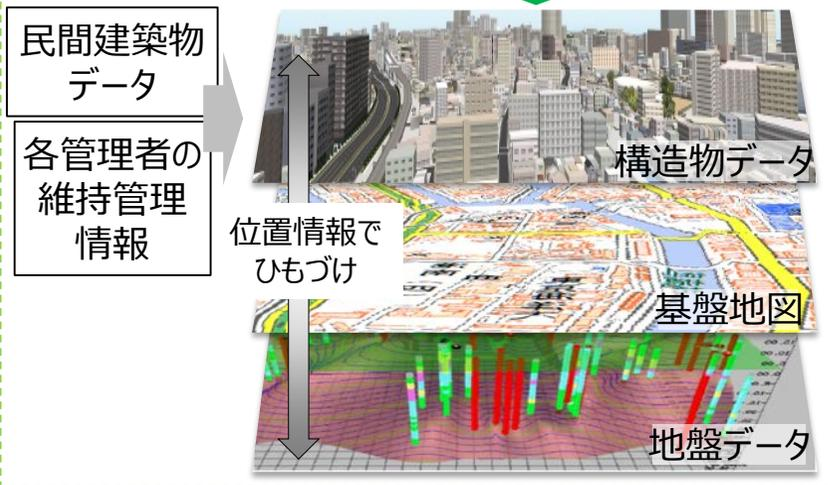 民間建築物
データ
各管理者の
維持管理
情報
構造物データ
位置情報で
ひもづけ
基盤地図
地盤データ